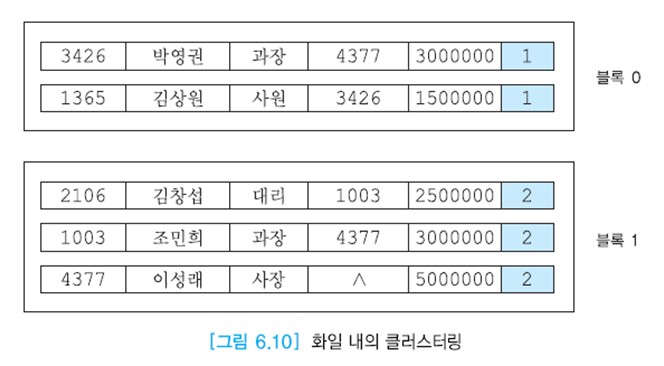 3426 박영권 과장 4377 3000000 1
1365 김상원 사원 3426 1500000 1
블록 0
2106 김창섭 대리 1003 2500000 2
1003 조민희 과장 4377 3000000 2
4377 이성래 사장 ∧ 5000000 2
블록 1
[그림 6.10] 화일 내의 클러스터링